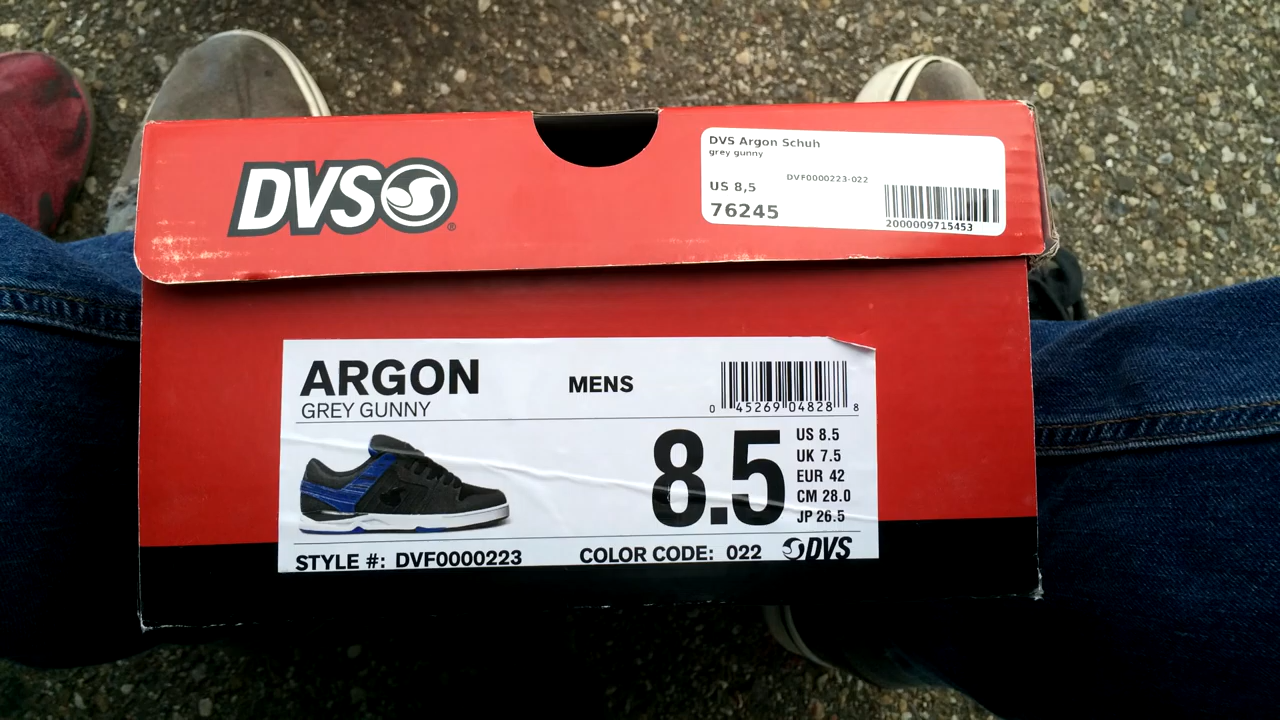 DVS®
DVS Argon Schuh
grey gunny
DVF0000223-022
US 8,5
76245
2000009715453
ARGON
GREY GUNNY
MENS
0 45269 04828 8
8.5
US 8.5
UK 7.5
EUR 42
CM 28.0
JP 26.5
STYLE #: DVF0000223
COLOR CODE: 022
DVS